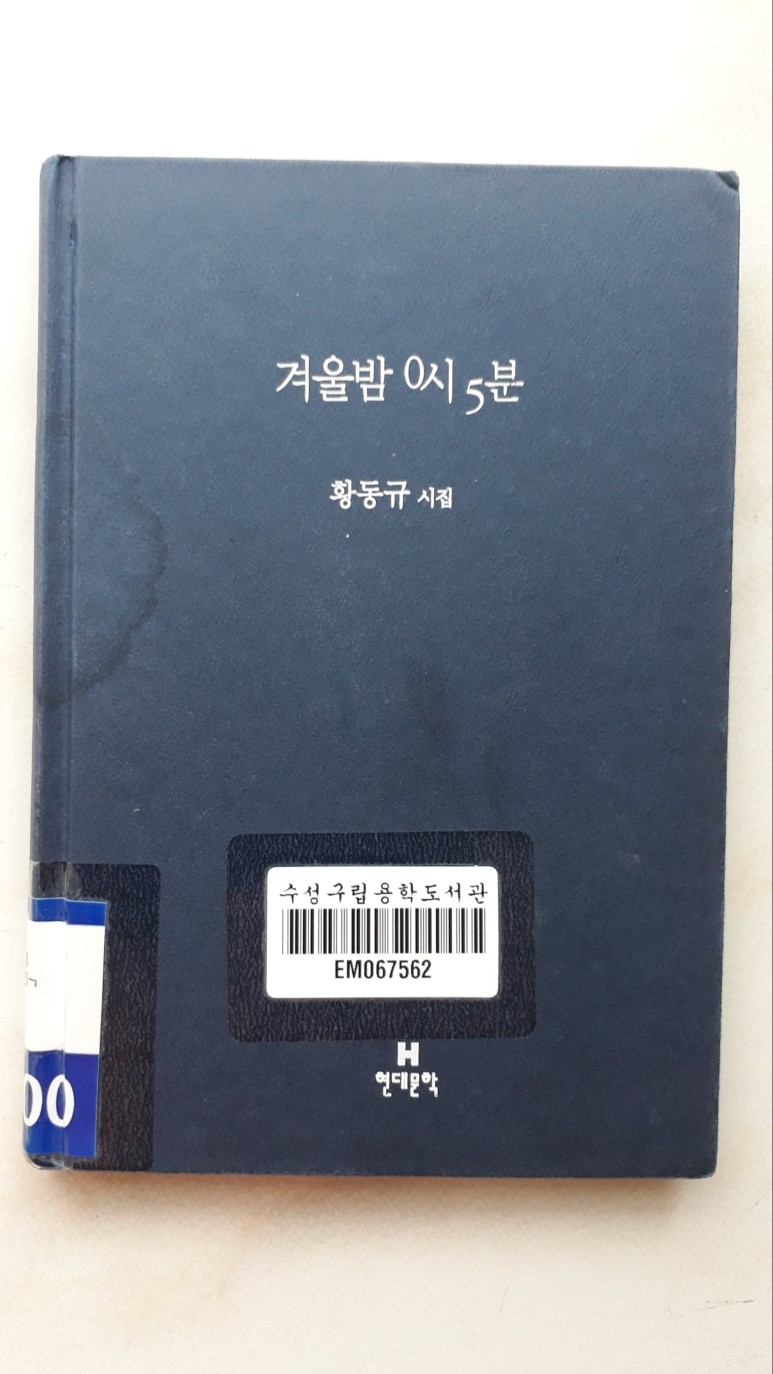 겨울밤 0시 5분
황동규 시집
수성구립용학도서관
EM067562
H
현대문학
00